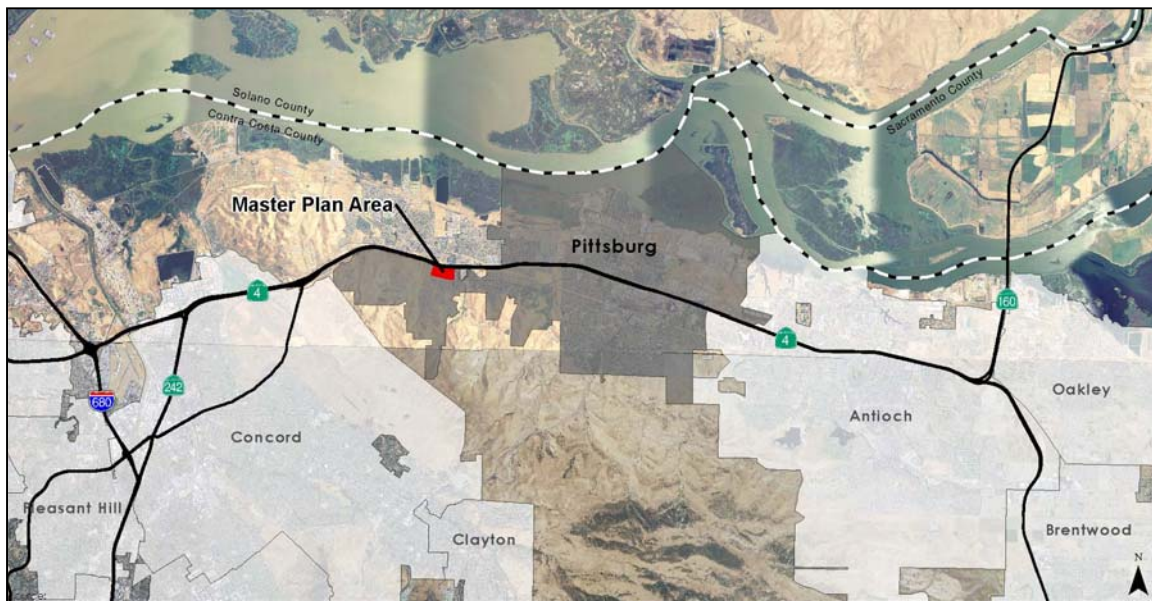 Solano County
Contra Costa County
Sacramento County
Master Plan Area
Pittsburg
4
160
4
242
680
Oakley
Antioch
Concord
Pleasant Hill
Brentwood
Clayton
N